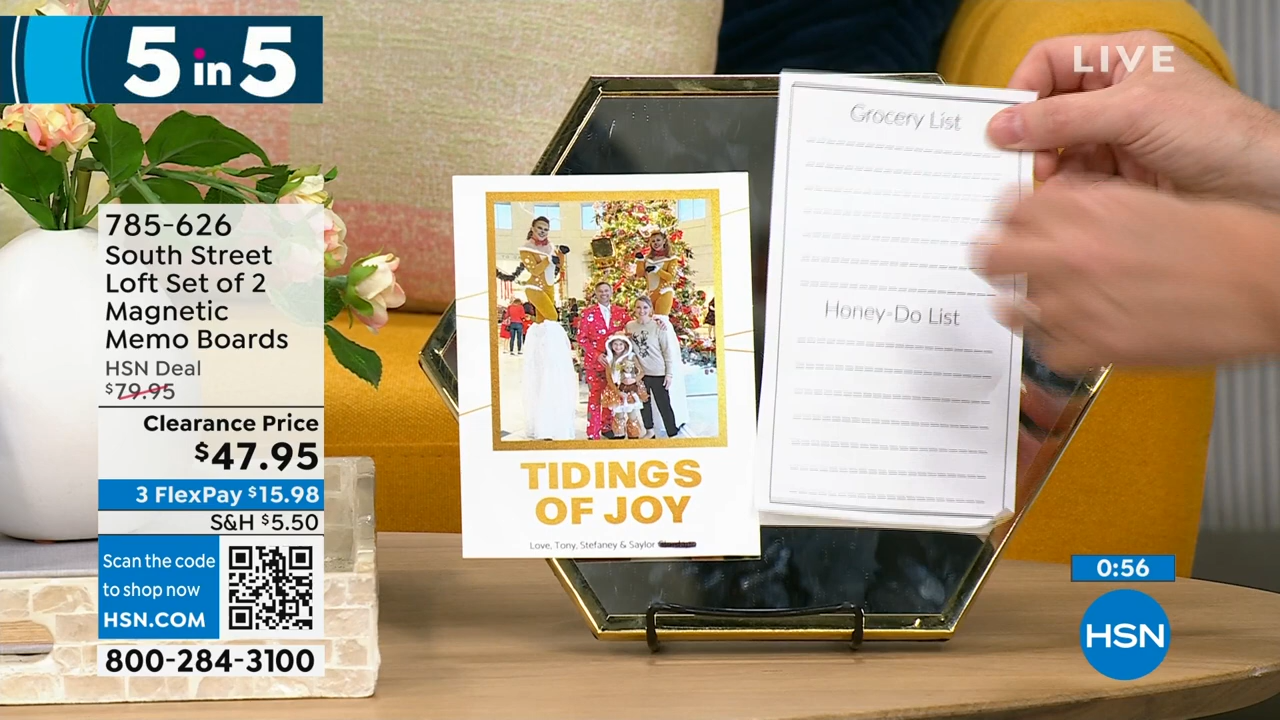 5 in 5
LIVE
785-626
South Street
Loft Set of 2
Magnetic
Memo Boards
HSN Deal
$79.95
Clearance Price
$47.95
3 FlexPay $15.98
S&H $5.50
Scan the code
to shop now
HSN.COM
800-284-3100
TIDINGS
OF JOY
Love, Tony, Stefaney & Saylor
Grocery List
Honey-Do List
0:56
HSN